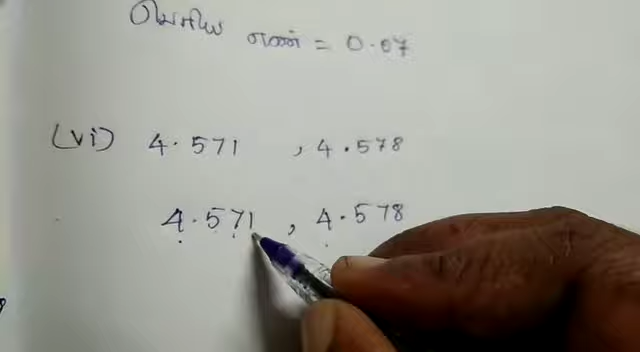 பெரிய எண் = 0.07
(vi) 4.571 , 4.578
4.571 , 4.578